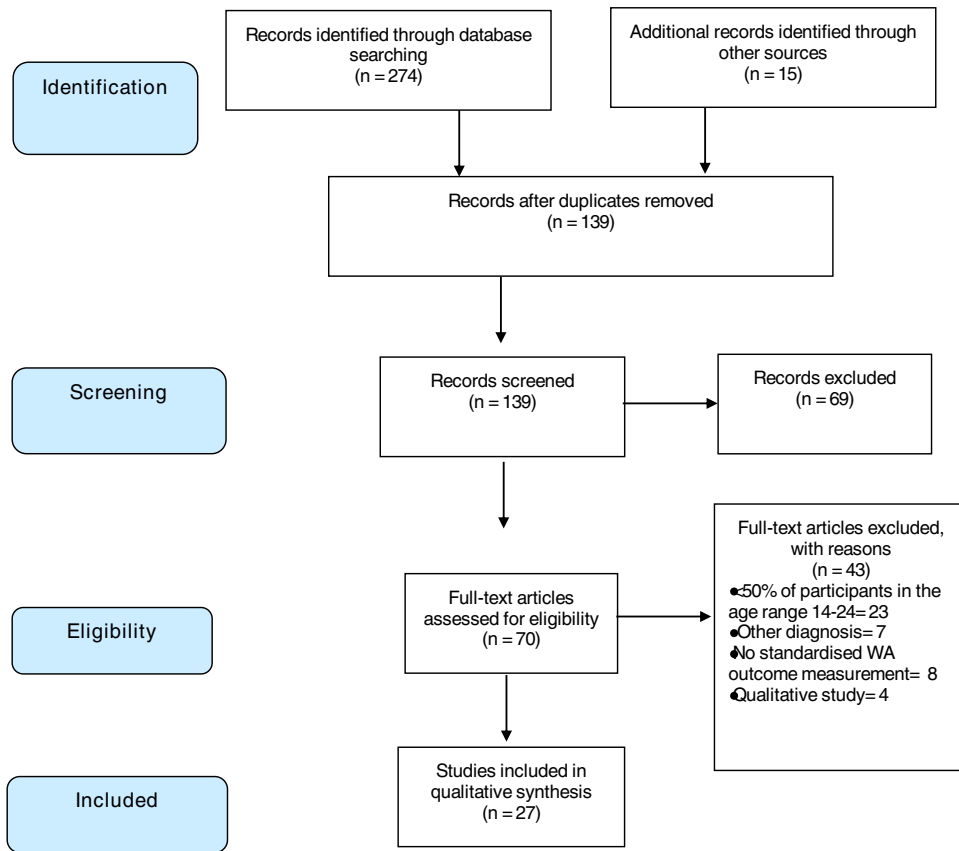 Records identified through database
searching
(n = 274)
Additional records identified through
other sources
(n = 15)
Identification
Records after duplicates removed
(n = 139)
Screening
Records screened
(n = 139)
Records excluded
(n = 69)
Eligibility
Full-text articles
assessed for eligibility
(n = 70)
Full-text articles excluded,
with reasons
(n = 43)
•<50% of participants in the
age range 14-24= 23
•Other diagnosis= 7
•No standardised WA
outcome measurement= 8
•Qualitative study= 4
Included
Studies included in
qualitative synthesis
(n = 27)